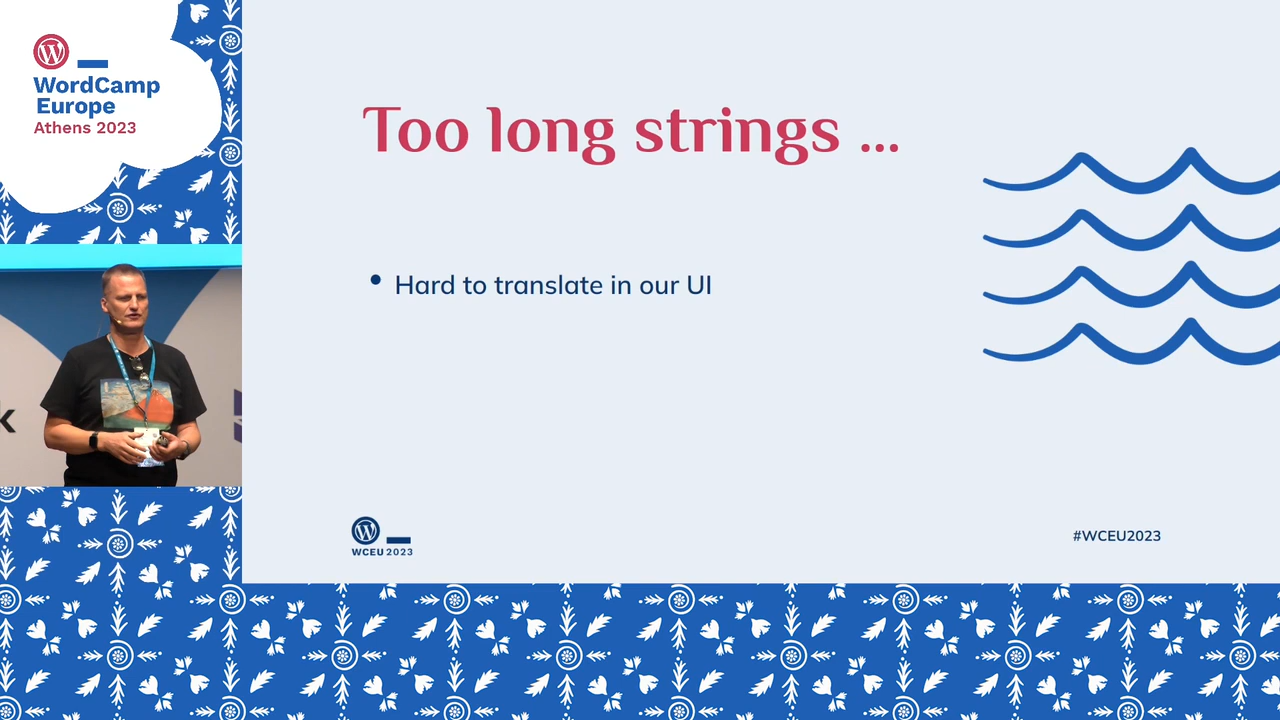 WordCamp
Europe
Athens 2023
Too long strings ...
• Hard to translate in our UI
k
WCEU 2023
#WCEU2023